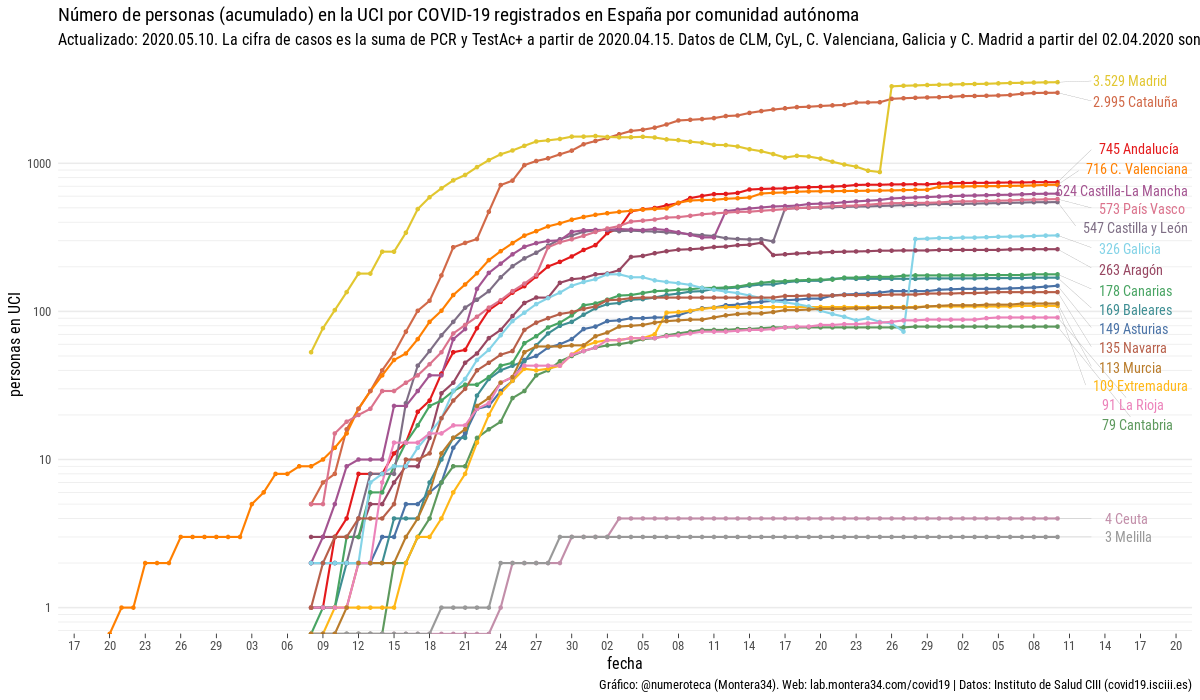 Número de personas (acumulado) en la UCI por COVID-19 registrados en España por comunidad autónoma
Actualizado: 2020.05.10. La cifra de casos es la suma de PCR y TestAc+ a partir de 2020.04.15. Datos de CLM, CyL, C. Valenciana, Galicia y C. Madrid a partir del 02.04.2020 son
personas en UCI
1000
100
10
1
3.529 Madrid
2.995 Cataluña
745 Andalucía
716 C. Valenciana
624 Castilla-La Mancha
573 País Vasco
547 Castilla y León
326 Galicia
263 Aragón
178 Canarias
169 Baleares
149 Asturias
135 Navarra
113 Murcia
109 Extremadura
91 La Rioja
79 Cantabria
4 Ceuta
3 Melilla
17 20 23 26 29 03 06 09 12 15 18 21 24 27 30 02 05 08 11 14 17 20 23 26 29 02 05 08 11 14 17 20
fecha
Gráfico: @numeroteca (Montera34). Web: lab.montera34.com/covid19 | Datos: Instituto de Salud CIII (covid19.isciii.es)